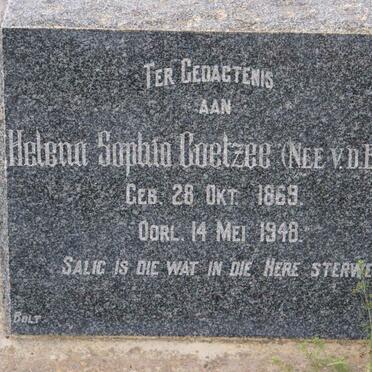 TER GEDAGTENIS
AAN
Helena Sophia Coetzee (NEE V.D.
GEB. 28 OKT. 1869.
OORL. 14 MEI 1948.
SALIG IS DIE WAT IN DIE HERE STERWE
BOLT